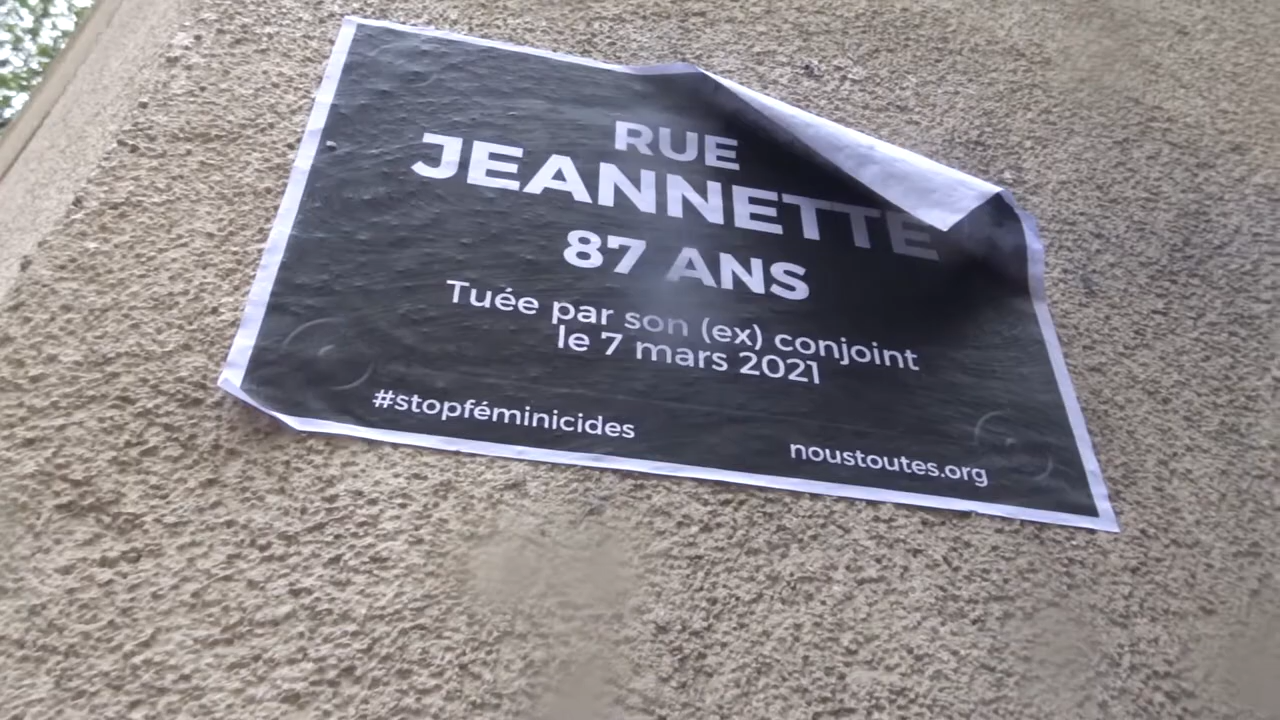 RUE
JEANNETTE
87 ANS
Tuée par son (ex) conjoint
le 7 mars 2021
#stopféminicides
noustoutes.org